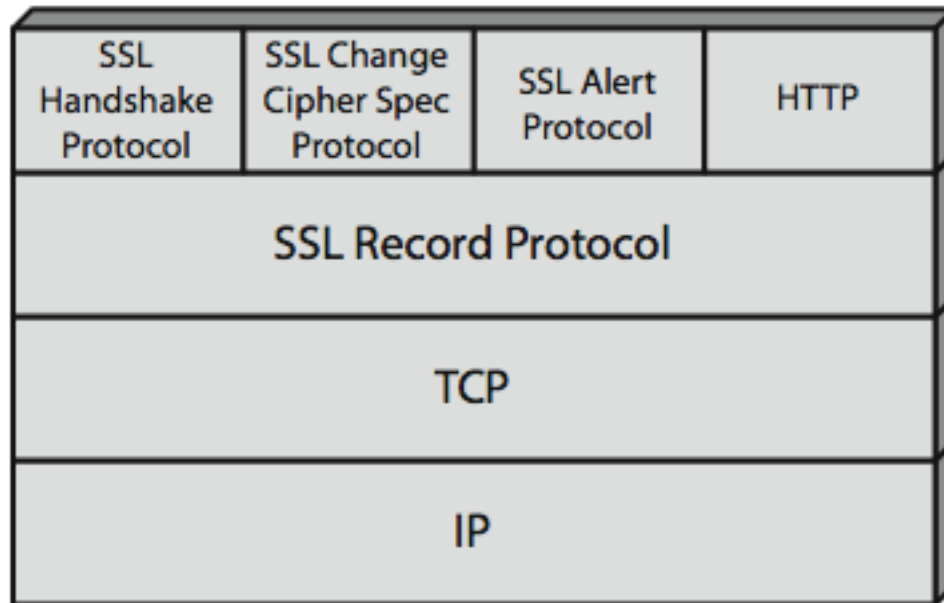 SSL
Handshake
Protocol
SSL Change
Cipher Spec
Protocol
SSL Alert
Protocol
HTTP
SSL Record Protocol
TCP
IP